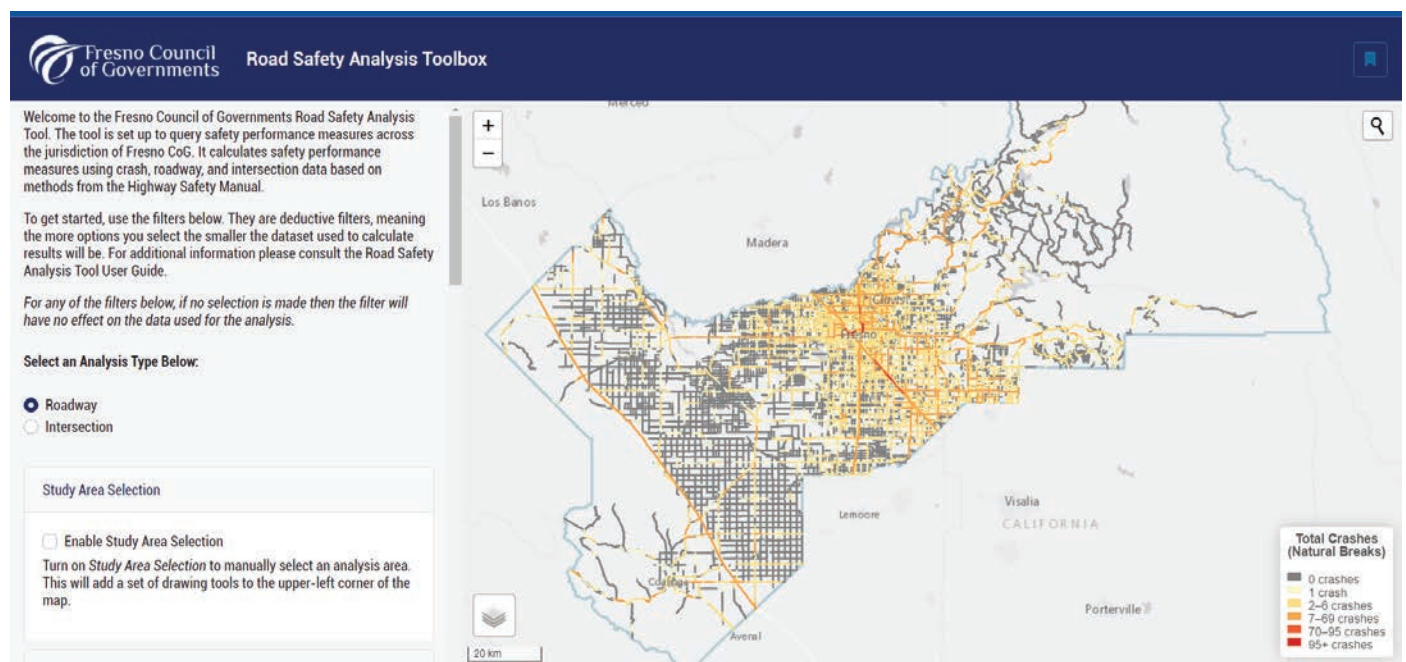 Fresno Council
of Governments
Road Safety Analysis Toolbox
Welcome to the Fresno Council of Governments Road Safety Analysis
Tool. The tool is set up to query safety performance measures across
the jurisdiction of Fresno CoG. It calculates safety performance
measures using crash, roadway, and intersection data based on
methods from the Highway Safety Manual.
To get started, use the filters below. They are deductive filters, meaning
the more options you select the smaller the dataset used to calculate
results will be. For additional information please consult the Road Safety
Analysis Tool User Guide.
For any of the filters below, if no selection is made then the filter will
have no effect on the data used for the analysis.
Select an Analysis Type Below:
Roadway
Intersection
Study Area Selection
Enable Study Area Selection
Turn on Study Area Selection to manually select an analysis area.
This will add a set of drawing tools to the upper-left corner of the
map.
+
−
Merced
Los Banos
Madera
Clovis
Fresno
Lemoore
Visalia
CALIFORNIA
Coalinga
Porterville
Avenal
20 km
Total Crashes
(Natural Breaks)
0 crashes
1 crash
2–6 crashes
7–69 crashes
70–95 crashes
95+ crashes